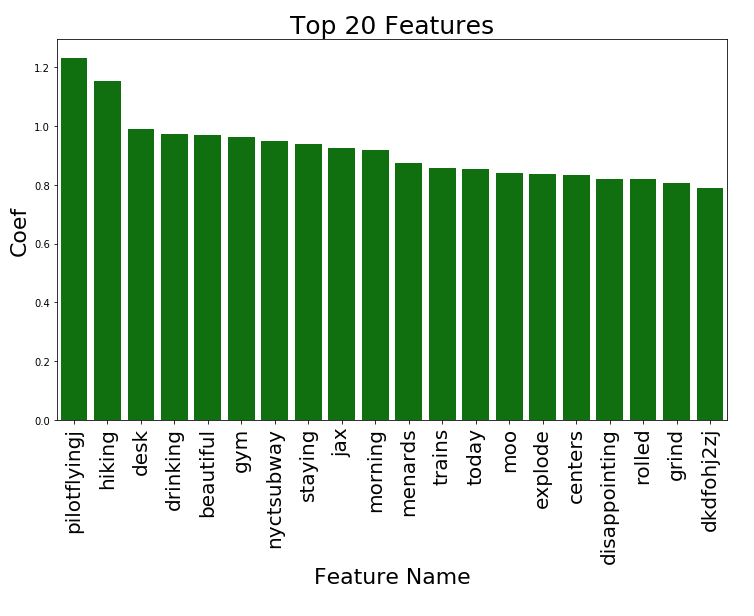 Top 20 Features
Coef
1.2
1.0
0.8
0.6
0.4
0.2
0.0
pilotflyingj
hiking
desk
drinking
beautiful
gym
nyctsubway
staying
jax
morning
menards
trains
today
moo
explode
centers
disappointing
rolled
grind
dkdfohj2zj
Feature Name